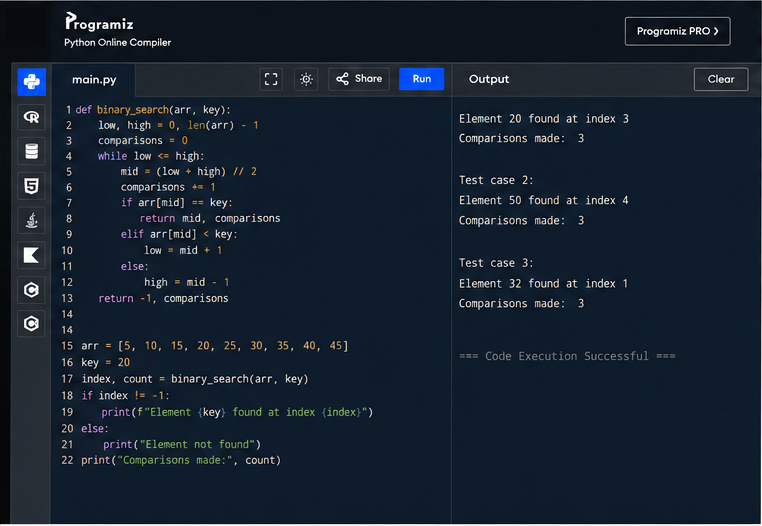 Programiz
Python Online Compiler
Programiz PRO ❯
main.py
Share
Run
Output
Clear
1 def binary_search(arr, key):
2     low, high = 0, len(arr) - 1
3     comparisons = 0
4     while low <= high:
5         mid = (low + high) // 2
6         comparisons += 1
7         if arr[mid] == key:
8             return mid, comparisons
9         elif arr[mid] < key:
10             low = mid + 1
11         else:
12             high = mid - 1
13     return -1, comparisons
14
14
15 arr = [5, 10, 15, 20, 25, 30, 35, 40, 45]
16 key = 20
17 index, count = binary_search(arr, key)
18 if index != -1:
19     print(f"Element {key} found at index {index}")
20 else:
21     print("Element not found")
22 print("Comparisons made:", count)
Element 20 found at index 3
Comparisons made:  3
Test case 2:
Element 50 found at index 4
Comparisons made:  3
Test case 3:
Element 32 found at index 1
Comparisons made:  3
=== Code Execution Successful ===